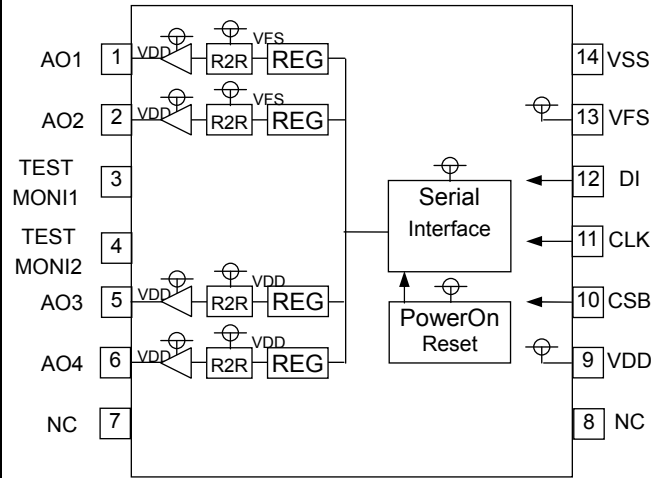 AO1 1 VDD R2R VFS REG
14 VSS
AO2 2 VDD R2R VFS REG
13 VFS
TEST
MONI1 3
12 DI
Serial
Interface
TEST
MONI2 4
11 CLK
AO3 5 VDD R2R VDD REG
10 CSB
PowerOn
Reset
AO4 6 VDD R2R VDD REG
9 VDD
NC 7
8 NC